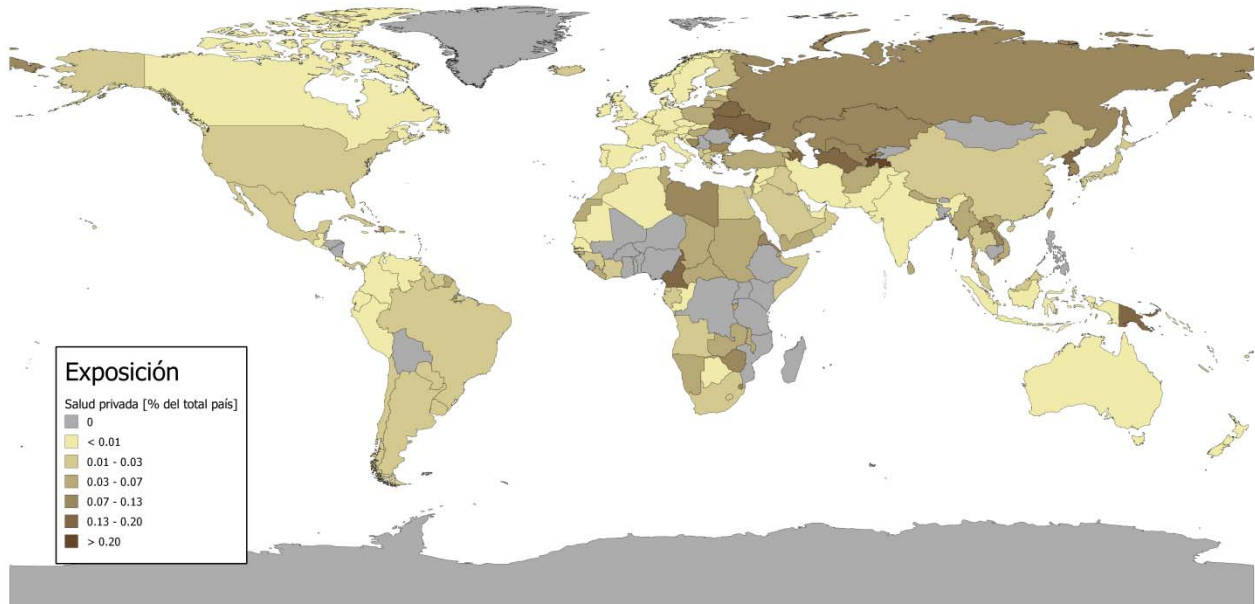 Exposición
Salud privada [% del total país]
0
< 0.01
0.01 - 0.03
0.03 - 0.07
0.07 - 0.13
0.13 - 0.20
> 0.20